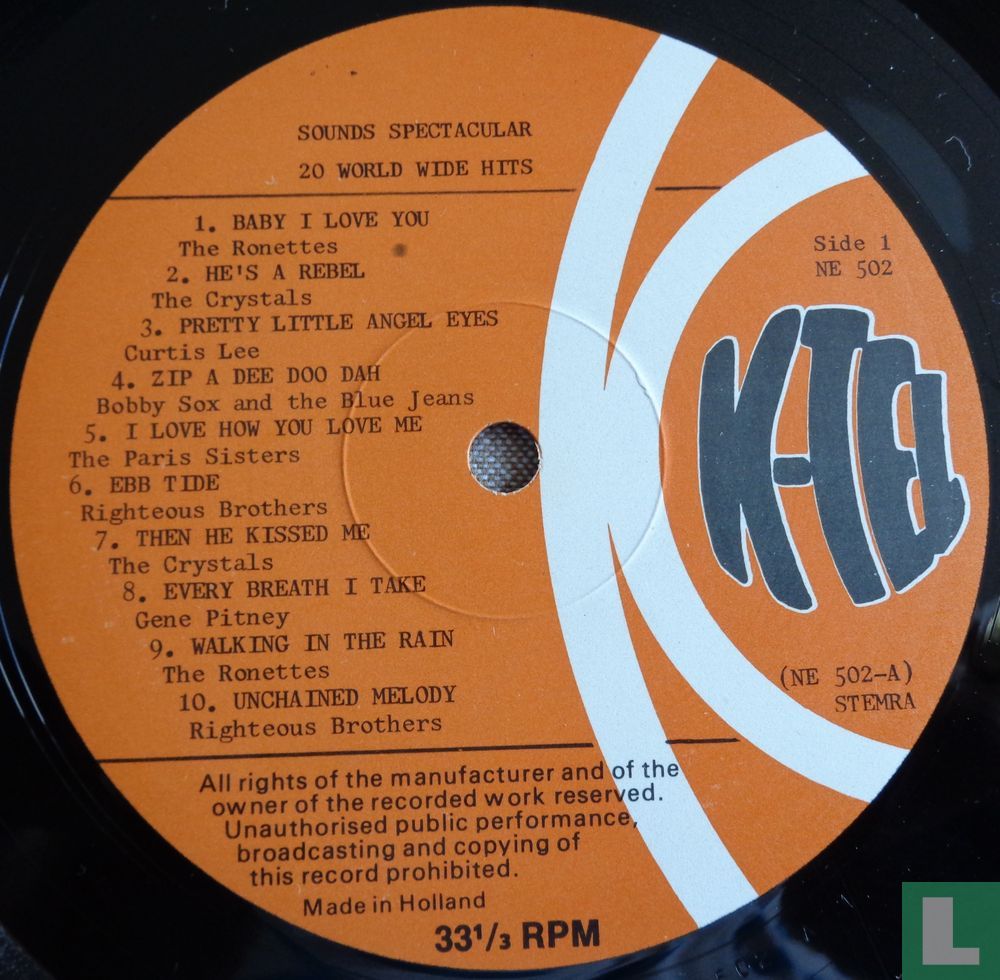 SOUNDS SPECTACULAR
20 WORLD WIDE HITS
1. BABY I LOVE YOU
The Ronettes
2. HE'S A REBEL
The Crystals
3. PRETTY LITTLE ANGEL EYES
Curtis Lee
4. ZIP A DEE DOO DAH
Bobby Sox and the Blue Jeans
5. I LOVE HOW YOU LOVE ME
The Paris Sisters
6. EBB TIDE
Righteous Brothers
7. THEN HE KISSED ME
The Crystals
8. EVERY BREATH I TAKE
Gene Pitney
9. WALKING IN THE RAIN
The Ronettes
10. UNCHAINED MELODY
Righteous Brothers
Side 1
NE 502
K-TEL
(NE 502-A)
STEMRA
All rights of the manufacturer and of the
owner of the recorded work reserved.
Unauthorised public performance,
broadcasting and copying of
this record prohibited.
Made in Holland
33¹/₃ RPM
L